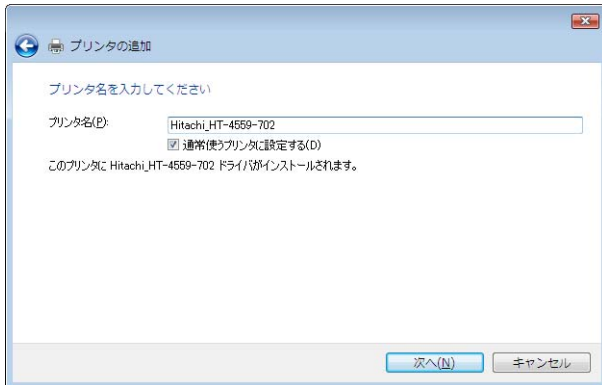 プリンタの追加
プリンタ名を入力してください
プリンタ名(P): Hitachi_HT-4559-702
通常使うプリンタに設定する(D)
このプリンタに Hitachi_HT-4559-702 ドライバがインストールされます。
次へ(N) キャンセル